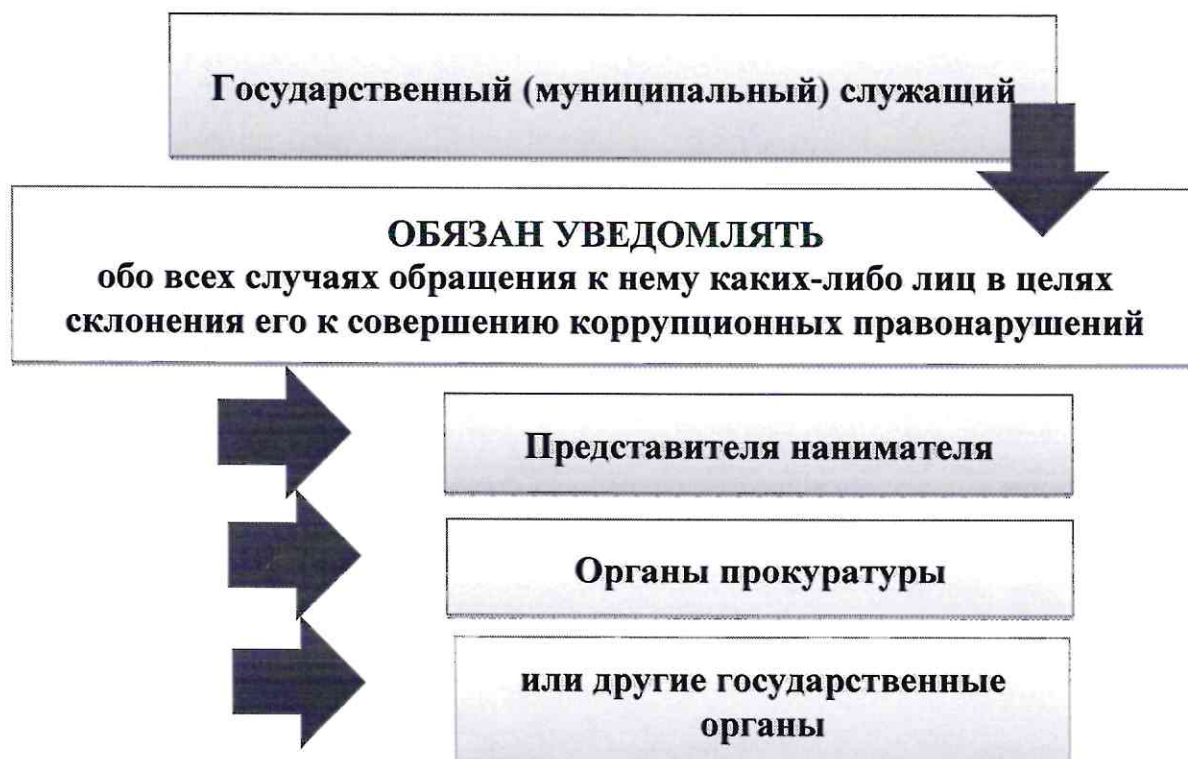 Государственный (муниципальный) служащий
ОБЯЗАН УВЕДОМЛЯТЬ
обо всех случаях обращения к нему каких-либо лиц в целях
склонения его к совершению коррупционных правонарушений
Представителя нанимателя
Органы прокуратуры
или другие государственные
органы